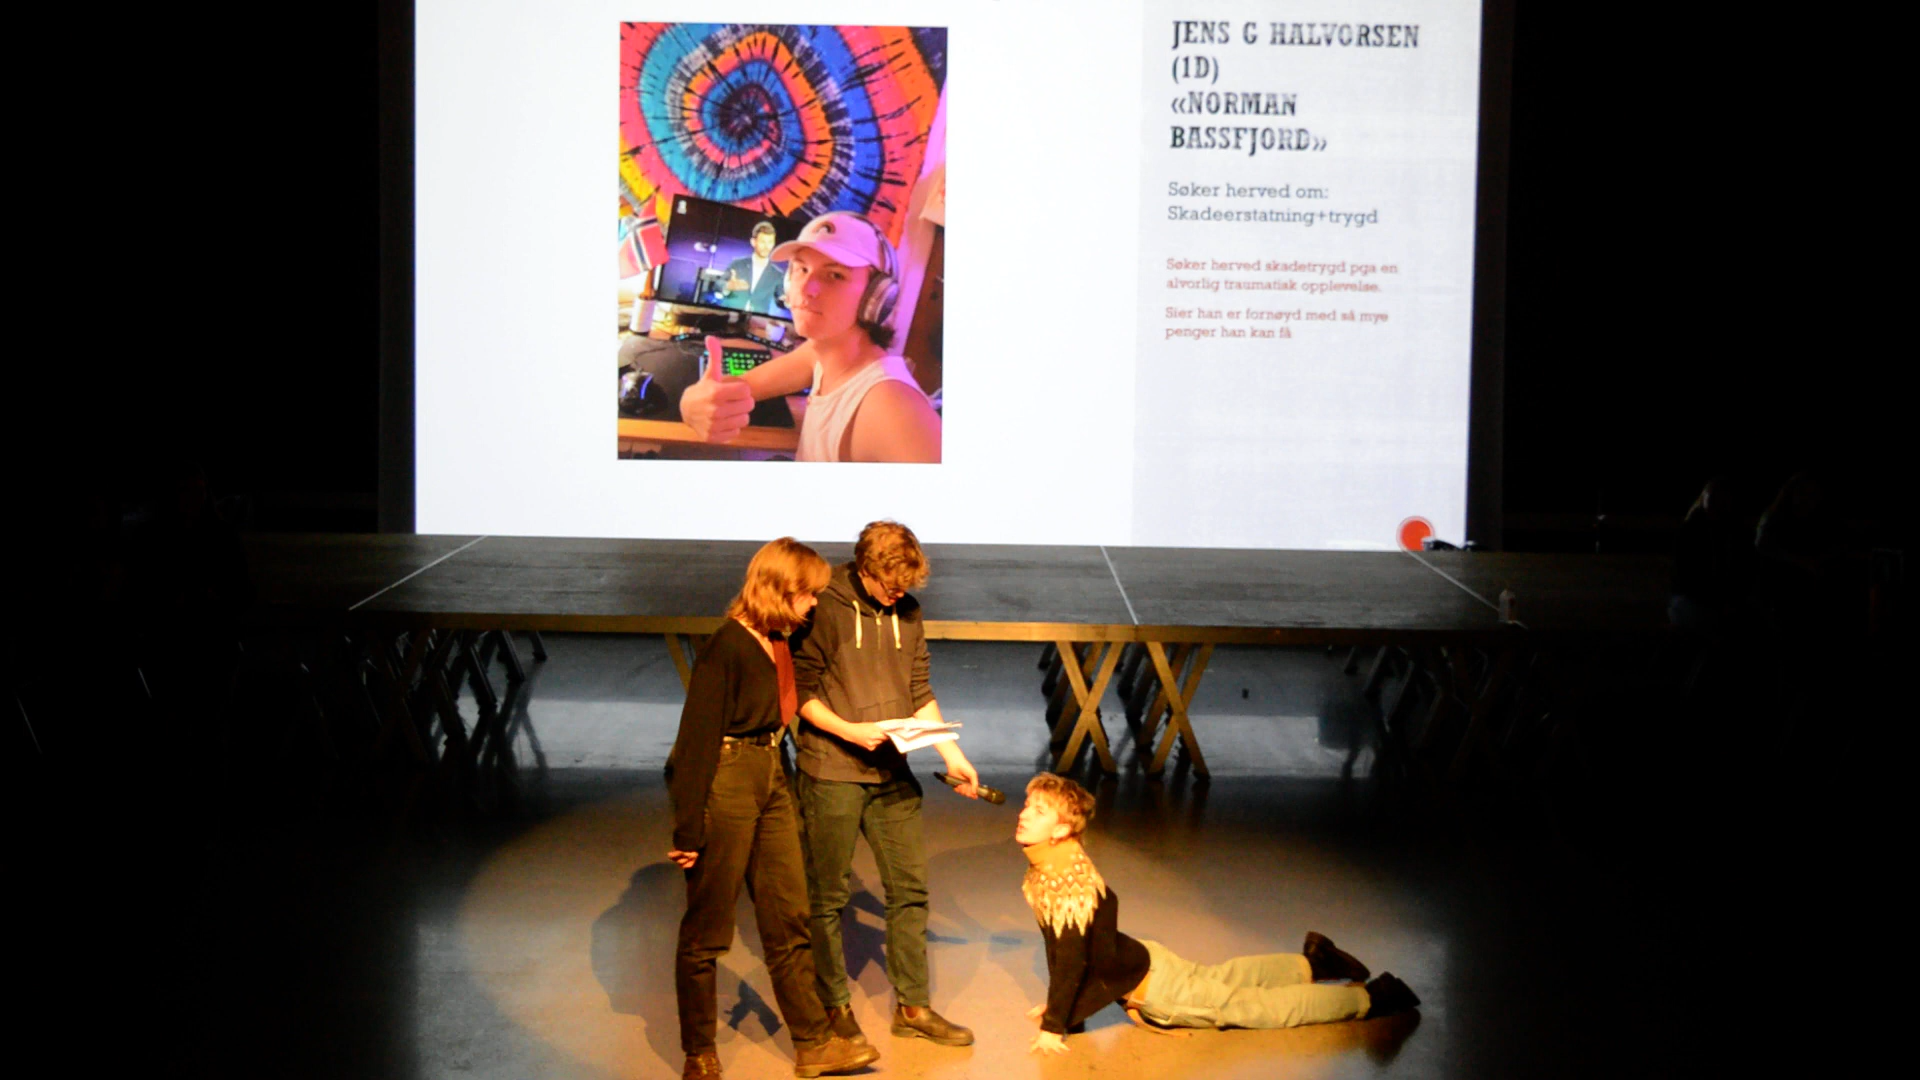 JENS G HALVORSEN
(1D)
«NORMAN
BASSFJORD»
Søker herved om:
Skadeerstatning+trygd
Søker herved skadetrygd pga en
alvorlig traumatisk opplevelse.
Sier han er fornøyd med så mye
penger han kan få